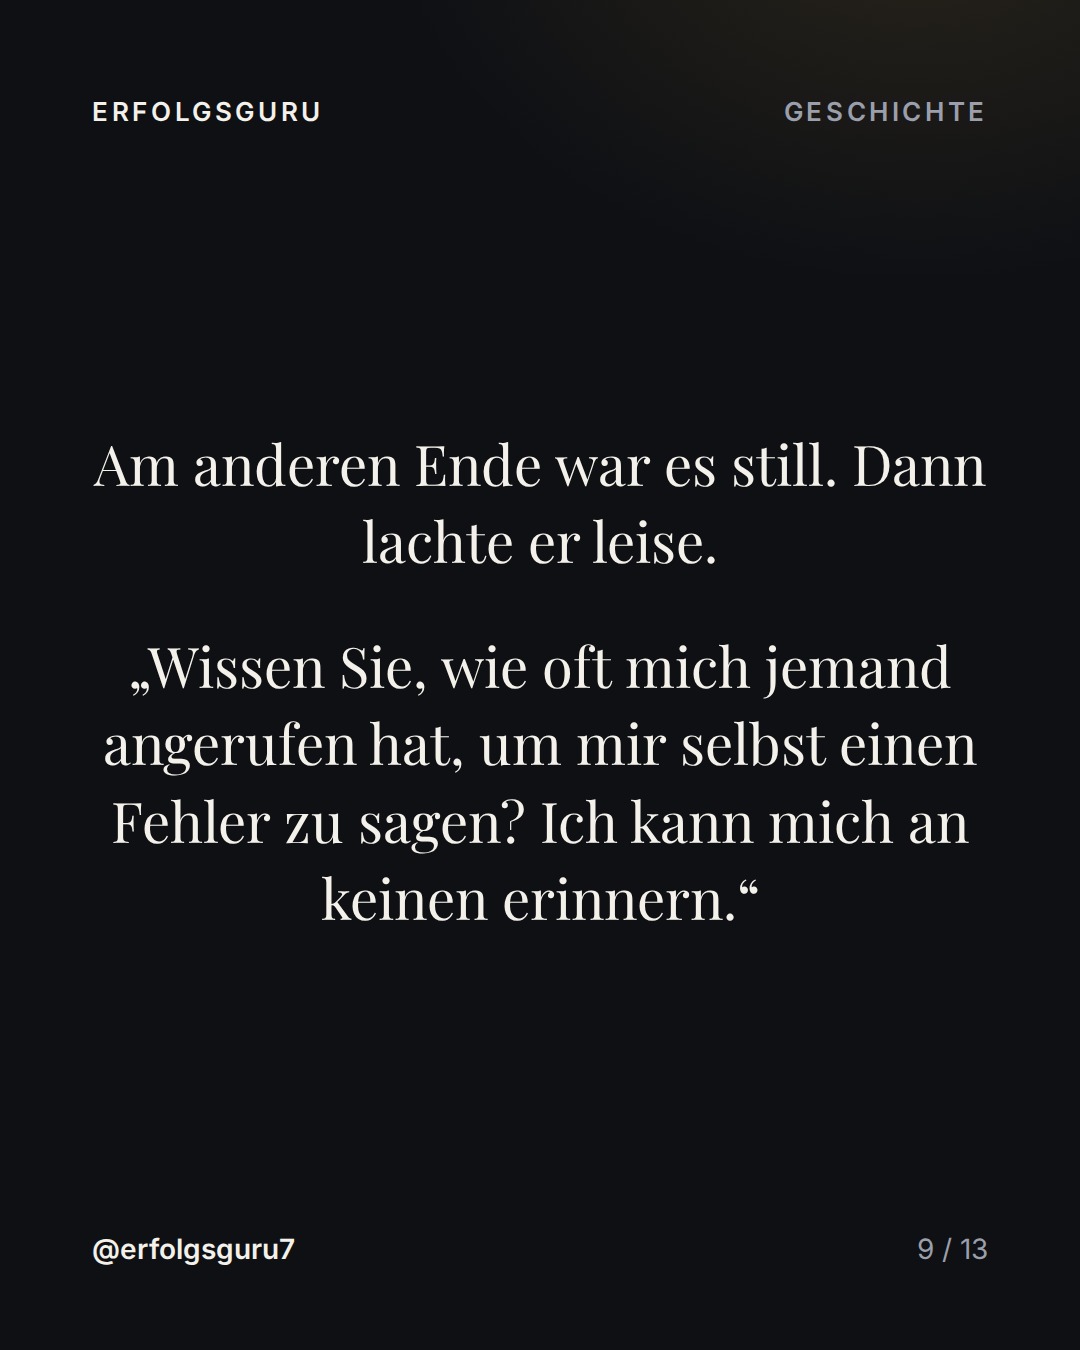 ERFOLGSGURU
GESCHICHTE
Am anderen Ende war es still. Dann
lachte er leise.
„Wissen Sie, wie oft mich jemand
angerufen hat, um mir selbst einen
Fehler zu sagen? Ich kann mich an
keinen erinnern.“
@erfolgsguru7
9 / 13